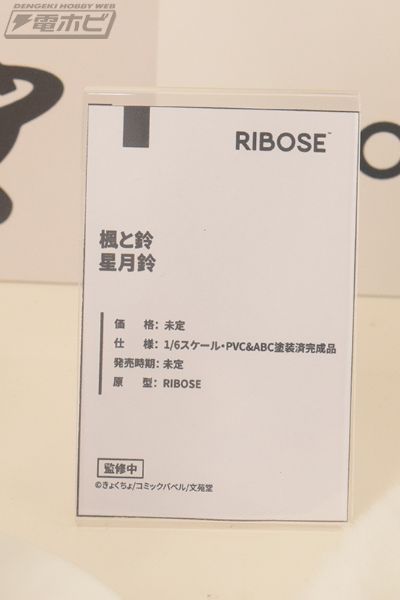 DENGEKI HOBBY WEB
電ホビ
RIBOSE™
楓と鈴
星月鈴
価 格: 未定
仕 様: 1/6スケール・PVC&ABC塗装済完成品
発売時期: 未定
原 型: RIBOSE
監修中
©きょくちょ/コミックバベル/文苑堂